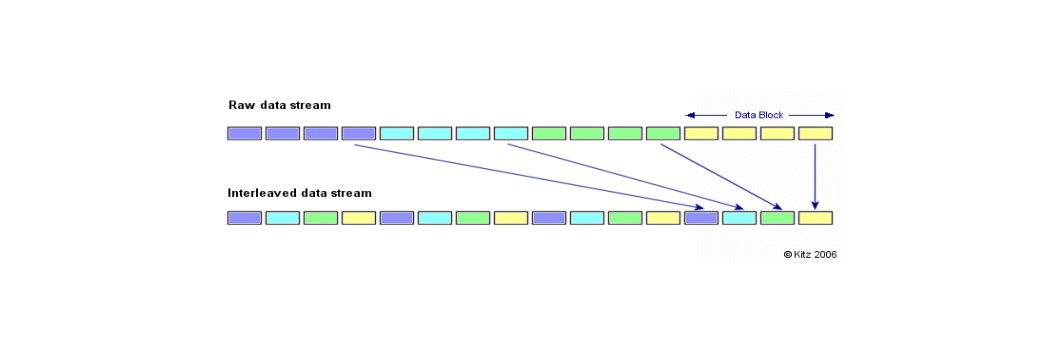 Raw data stream
Data Block
Interleaved data stream
© Kitz 2006